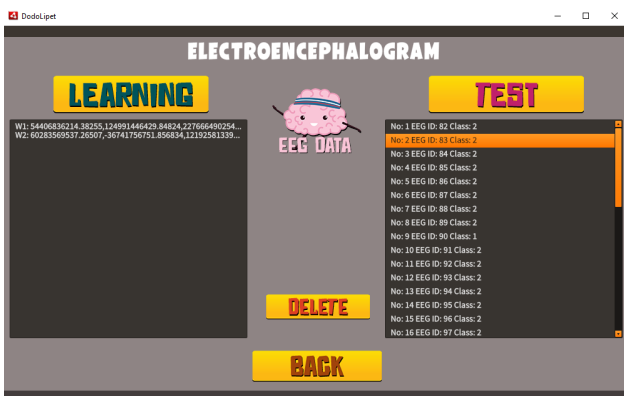 DodoLipet
ELECTROENCEPHALOGRAM
LEARNING
TEST
EEG DATA
W1: 54406836214.38255,124991446429.84824,227666490254...
W2: 60283569537.26507,-36741756751.856834,12192581339...
No: 1 EEG ID: 82 Class: 2
No: 2 EEG ID: 83 Class: 2
No: 3 EEG ID: 84 Class: 2
No: 4 EEG ID: 85 Class: 2
No: 5 EEG ID: 86 Class: 2
No: 6 EEG ID: 87 Class: 2
No: 7 EEG ID: 88 Class: 2
No: 8 EEG ID: 89 Class: 2
No: 9 EEG ID: 90 Class: 1
No: 10 EEG ID: 91 Class: 2
No: 11 EEG ID: 92 Class: 2
No: 12 EEG ID: 93 Class: 2
No: 13 EEG ID: 94 Class: 2
No: 14 EEG ID: 95 Class: 2
No: 15 EEG ID: 96 Class: 2
No: 16 EEG ID: 97 Class: 2
DELETE
BACK